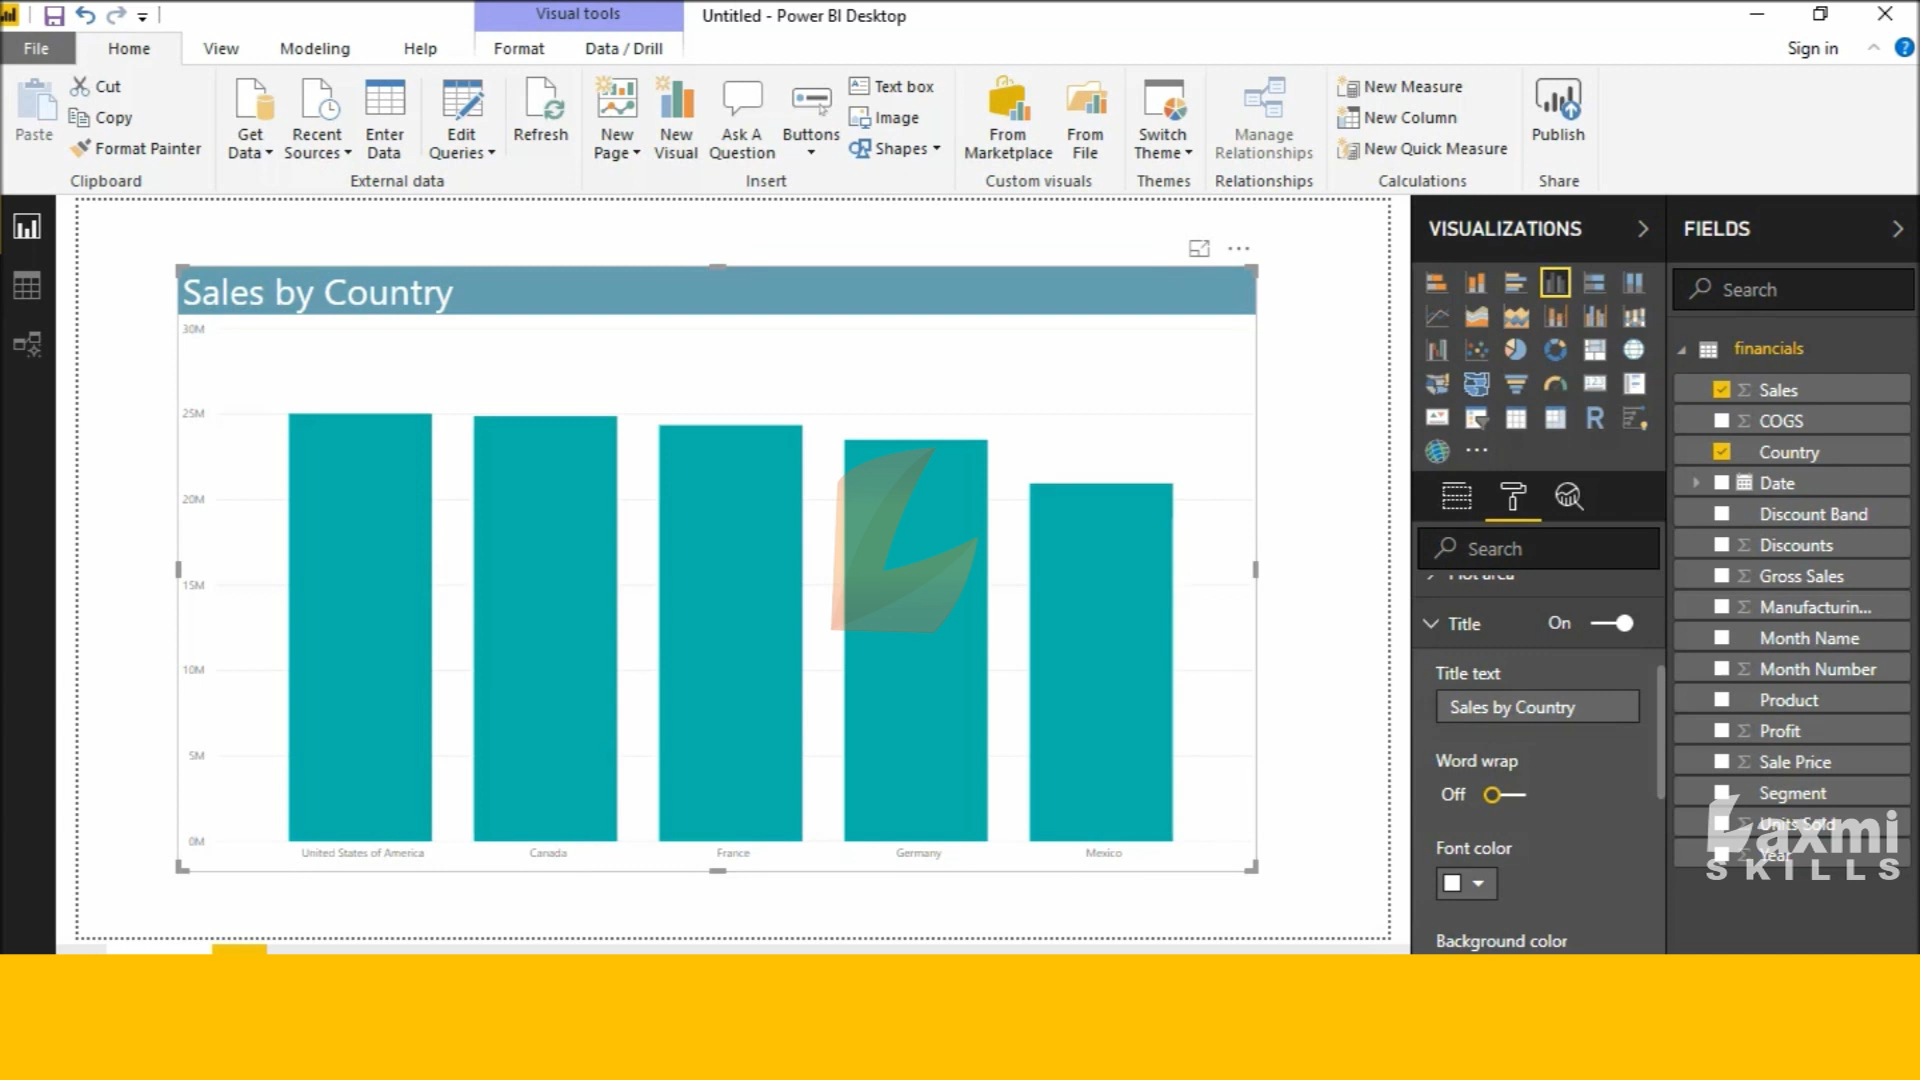 Visual tools
Untitled - Power BI Desktop
File
Home
View
Modeling
Help
Format
Data / Drill
Sign in
Paste
Cut
Copy
Format Painter
Clipboard
Get Data
Recent Sources
Enter Data
Edit Queries
Refresh
External data
New Page
New Visual
Ask A Question
Buttons
Text box
Image
Shapes
Insert
From Marketplace
From File
Custom visuals
Switch Theme
Themes
Manage Relationships
Relationships
New Measure
New Column
New Quick Measure
Calculations
Publish
Share
Sales by Country
30M
25M
20M
15M
10M
5M
0M
United States of America
Canada
France
Germany
Mexico
VISUALIZATIONS
R
Search
Plot area
Title On
Title text
Sales by Country
Word wrap
Off
Font color
Background color
FIELDS
Search
financials
Sales
COGS
Country
Date
Discount Band
Discounts
Gross Sales
Manufacturin...
Month Name
Month Number
Product
Profit
Sale Price
Segment
Units Sold
Year
Laxmi
SKILLS